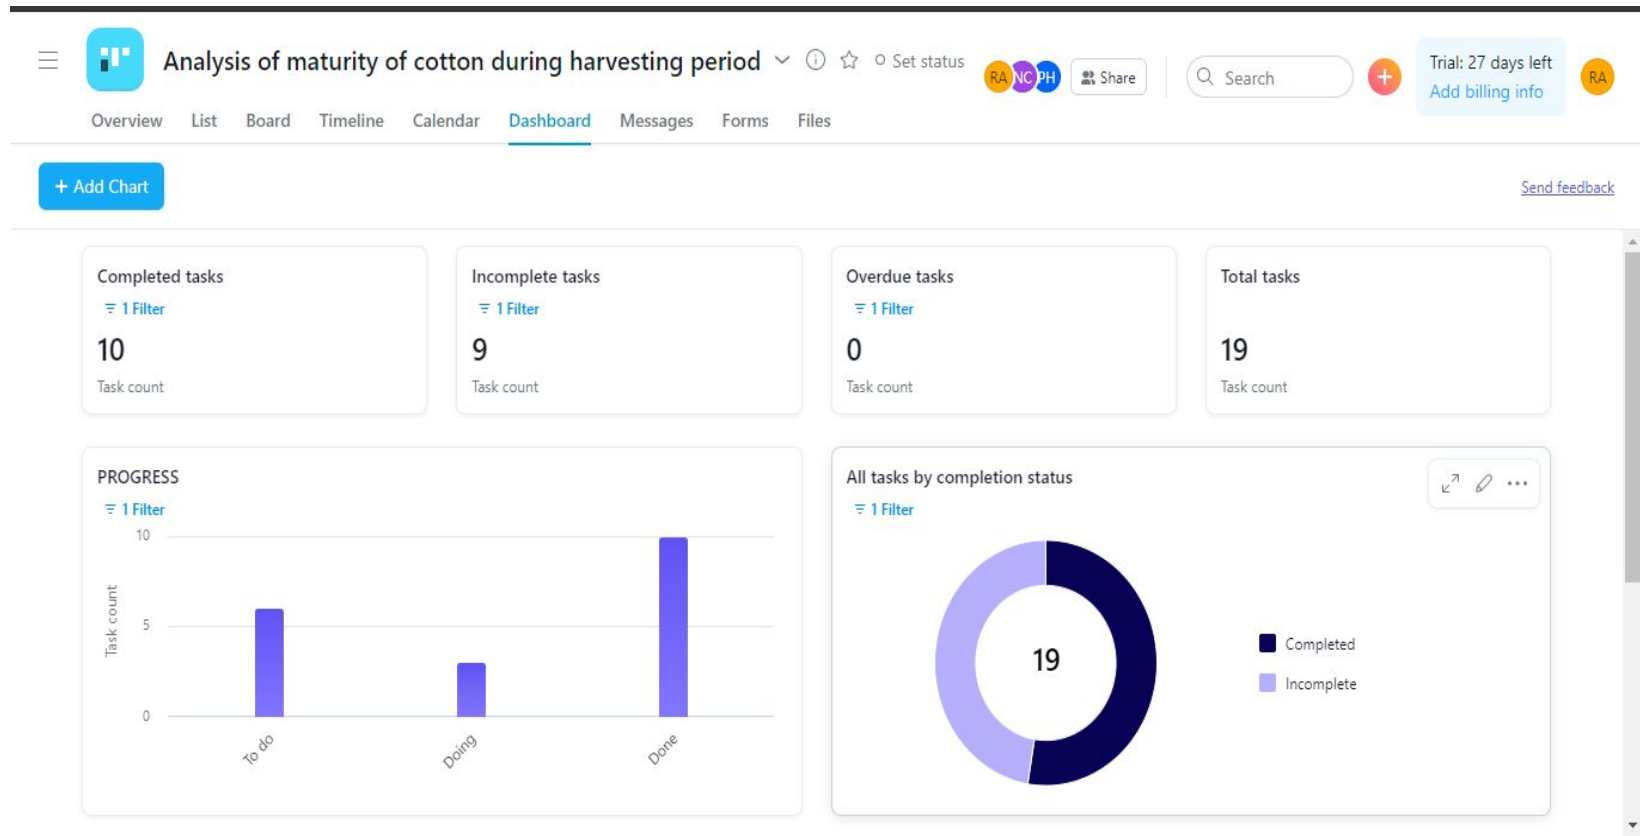 Analysis of maturity of cotton during harvesting period
Set status
RA NC PH
Share
Search
Trial: 27 days left
Add billing info
RA
Overview List Board Timeline Calendar Dashboard Messages Forms Files
+ Add Chart
Send feedback
Completed tasks
1 Filter
10
Task count
Incomplete tasks
1 Filter
9
Task count
Overdue tasks
1 Filter
0
Task count
Total tasks
19
Task count
PROGRESS
1 Filter
Task count
10
5
0
To do
Doing
Done
All tasks by completion status
1 Filter
19
Completed
Incomplete